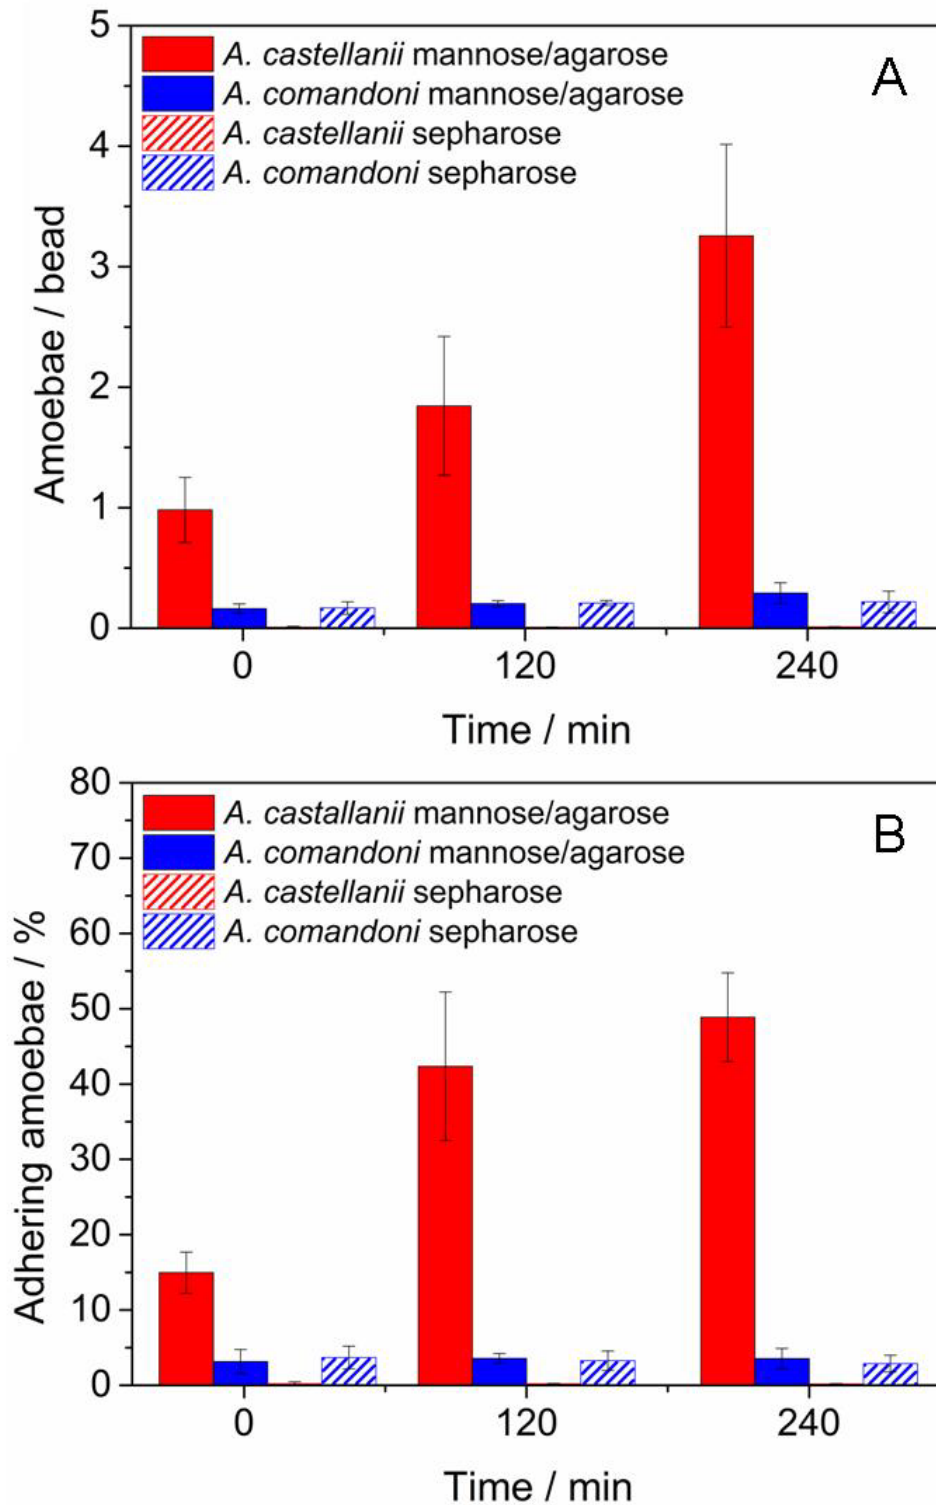 5
A. castellanii mannose/agarose
A
A. comandoni mannose/agarose
4
A. castellanii sepharose
A. comandoni sepharose
3
Amoebae / bead
2
1
0
0 120 240
Time / min
80
A. castallanii mannose/agarose
B
A. comandoni mannose/agarose
70
A. castellanii sepharose
60
A. comandoni sepharose
50
Adhering amoebae / %
40
30
20
10
0
0 120 240
Time / min